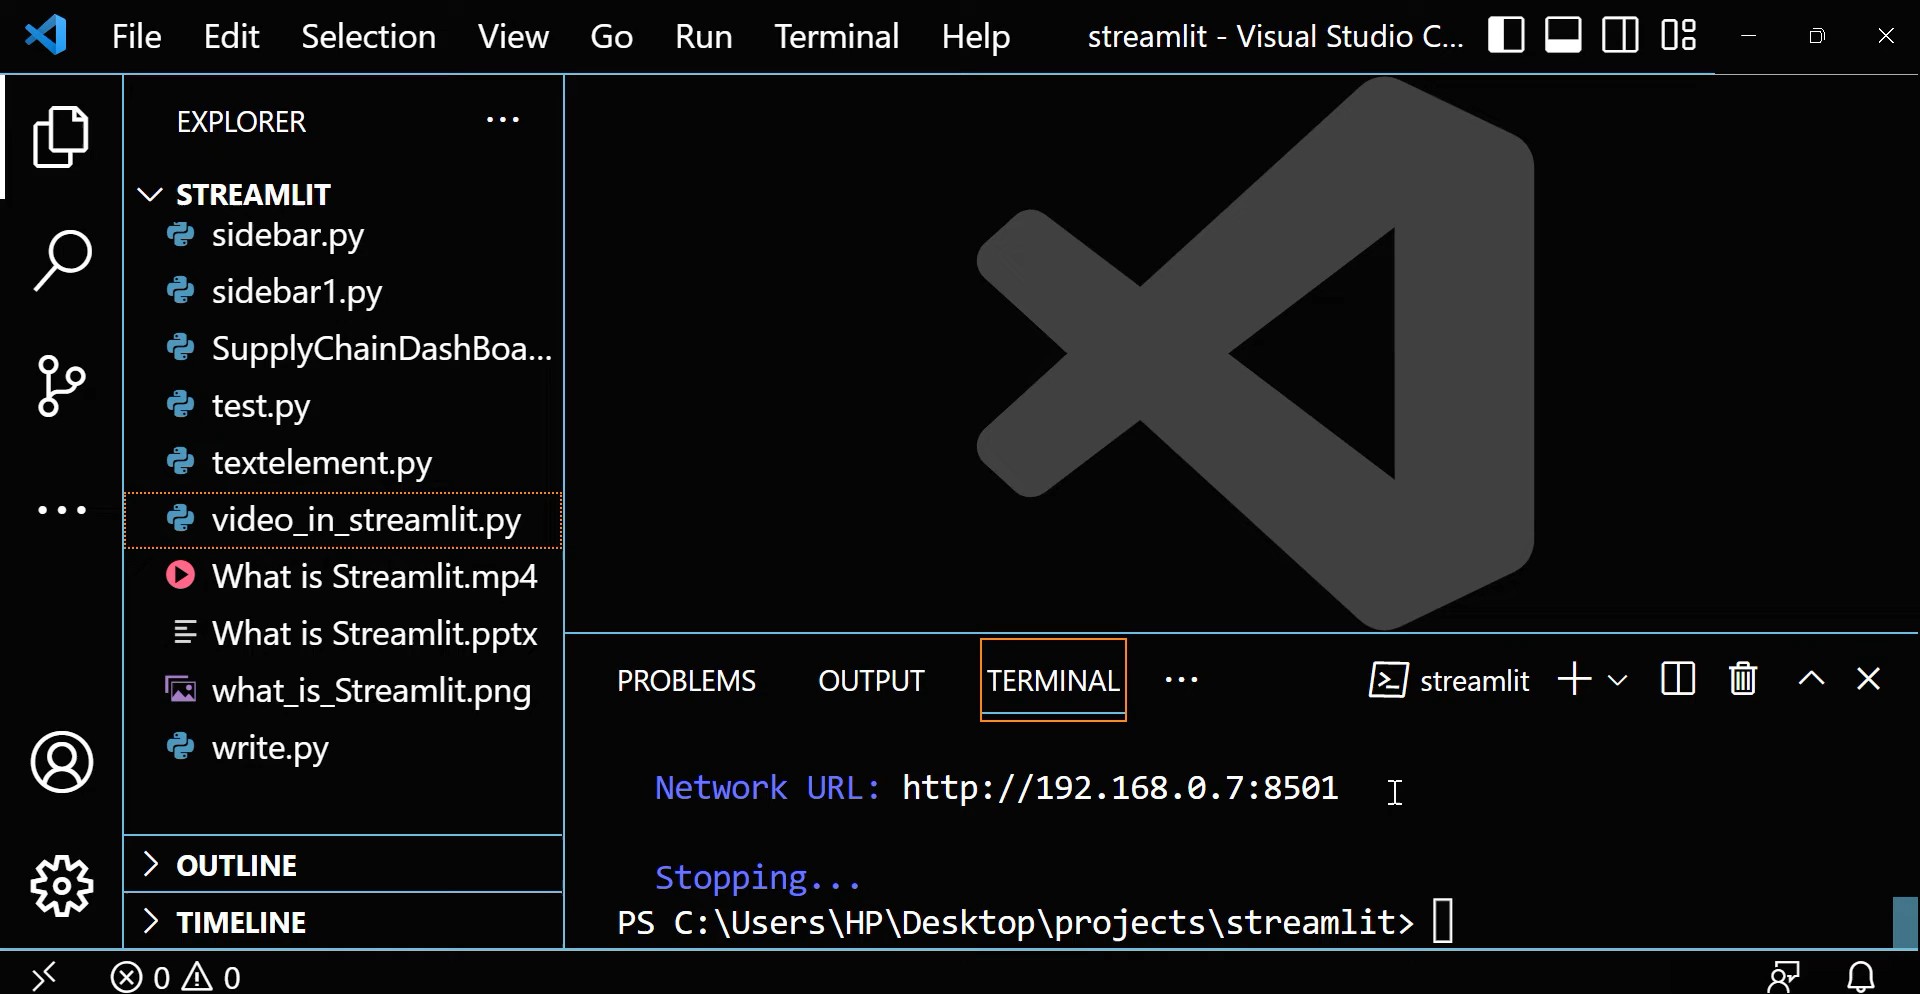 File Edit Selection View Go Run Terminal Help streamlit - Visual Studio C...
EXPLORER
STREAMLIT
sidebar.py
sidebar1.py
SupplyChainDashBoa...
test.py
textelement.py
video_in_streamlit.py
What is Streamlit.mp4
What is Streamlit.pptx
what_is_Streamlit.png
write.py
OUTLINE
TIMELINE
PROBLEMS OUTPUT TERMINAL ... streamlit
Network URL: http://192.168.0.7:8501
Stopping...
PS C:\Users\HP\Desktop\projects\streamlit>
0 0